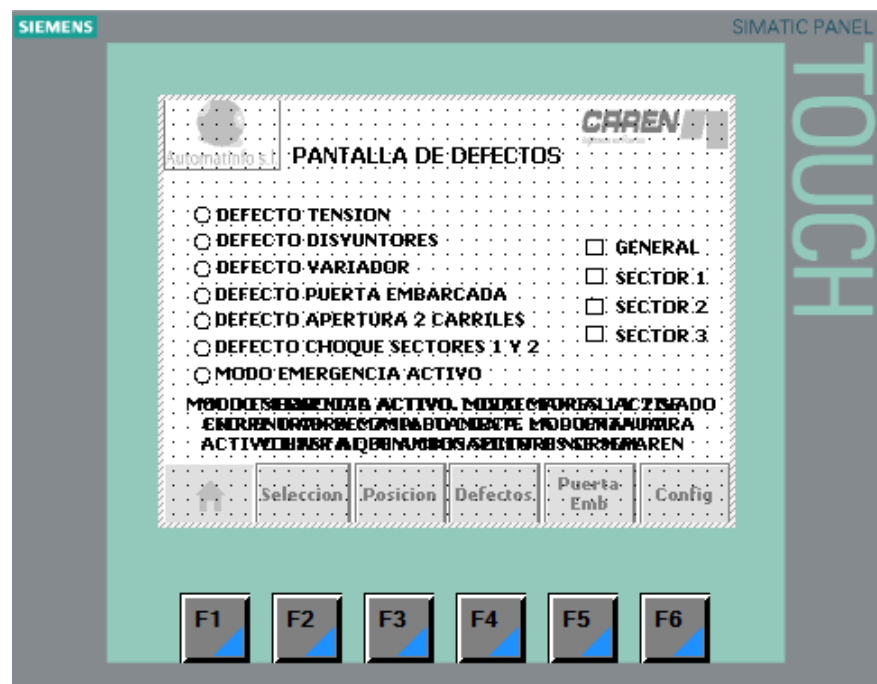 SIEMENS
SIMATIC PANEL
TOUCH
CAREN
Automatinfo s.l.
PANTALLA DE DEFECTOS
DEFECTO TENSION
DEFECTO DISYUNTORES
DEFECTO VARIADOR
DEFECTO PUERTA EMBARCADA
DEFECTO APERTURA 2 CARRILES
DEFECTO CHOQUE SECTORES 1 Y 2
MODO EMERGENCIA ACTIVO
GENERAL
SECTOR 1
SECTOR 2
SECTOR 3
ACTIVO.
Seleccion
Posicion
Defectos
Puerta
Emb
Config
F1
F2
F3
F4
F5
F6